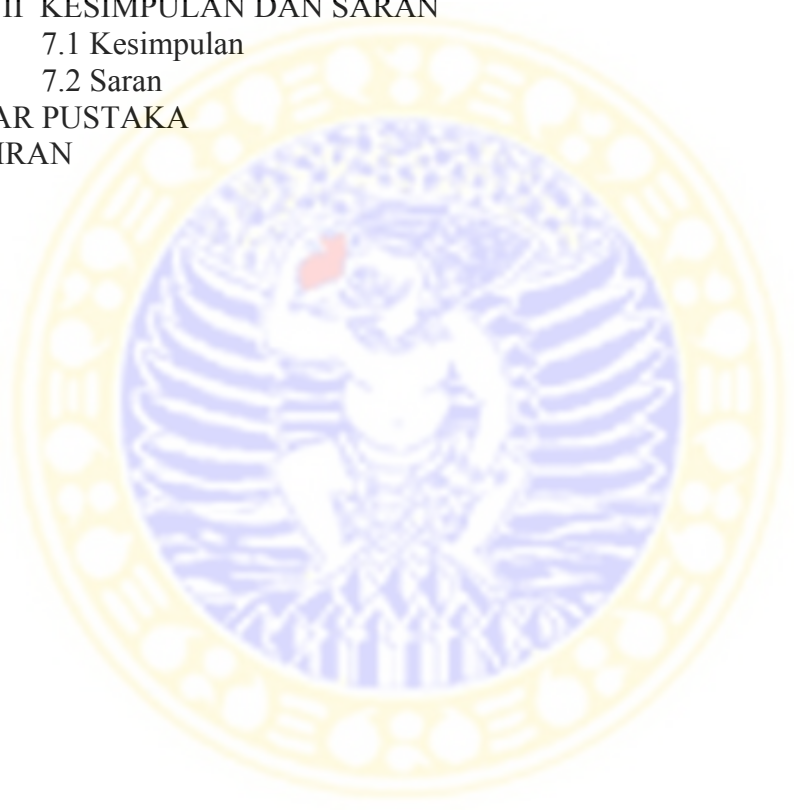 II KESIMPULAN DAN SARAN
7.1 Kesimpulan
7.2 Saran
AR PUSTAKA
IRAN